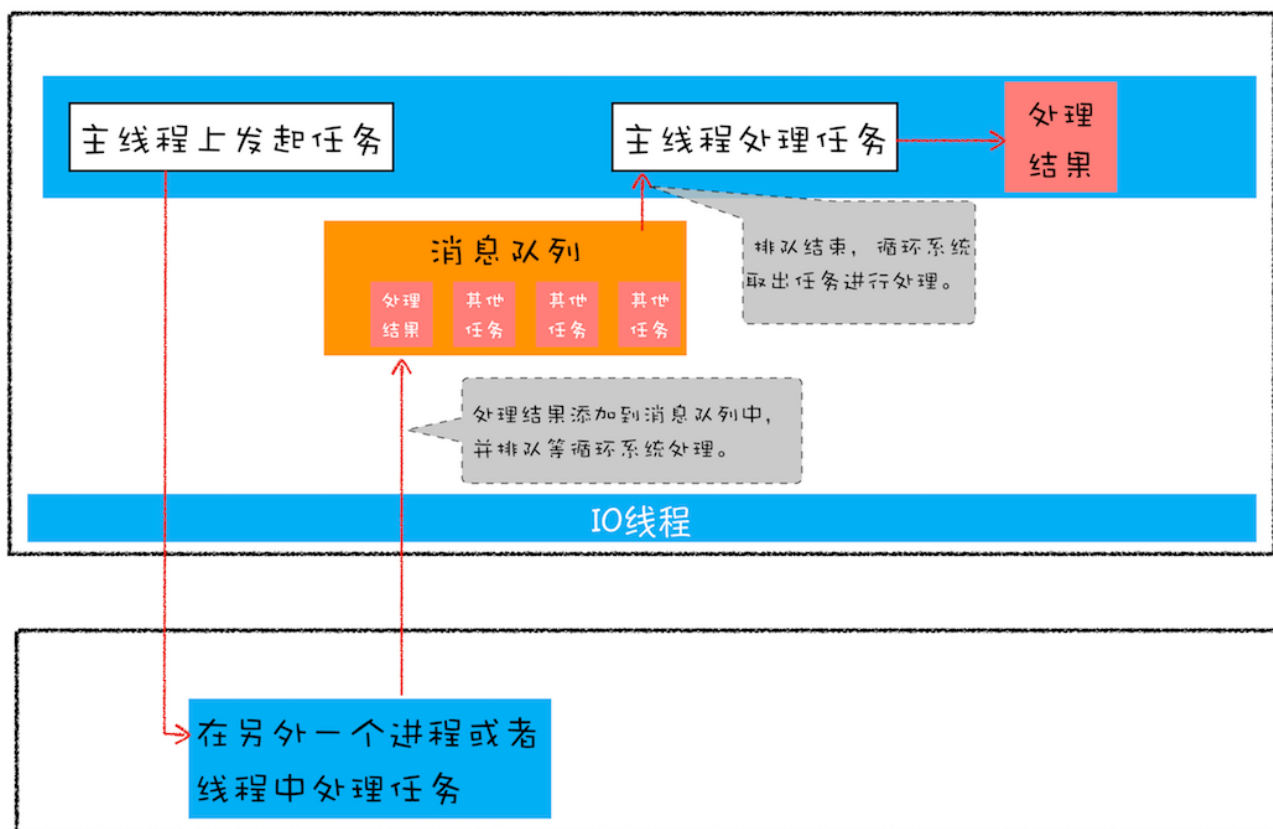 主线程上发起任务
主线程处理任务
处理
结果
排队结束，循环系统
取出任务进行处理。
消息队列
处理
结果
其他
任务
其他
任务
其他
任务
处理结果添加到消息队列中，
并排队等循环系统处理。
IO线程
在另外一个进程或者
线程中处理任务